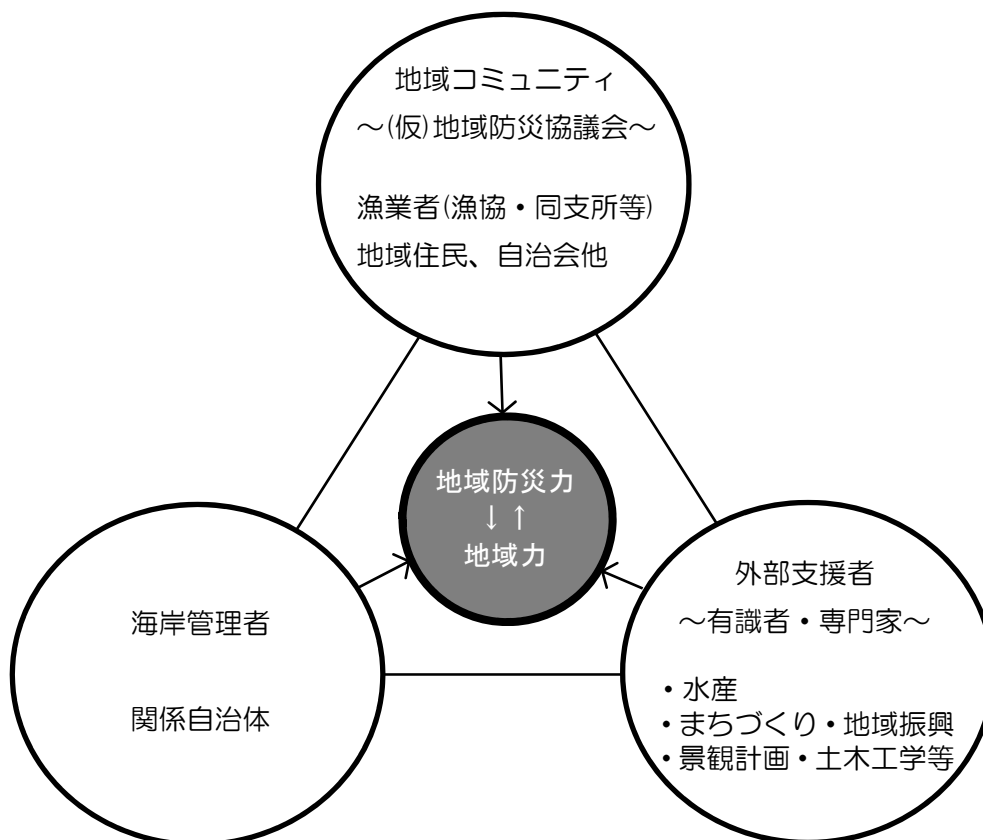 地域コミュニティ
～(仮)地域防災協議会～
漁業者(漁協・同支所等)
地域住民、自治会他
地域防災力
↓↑
地域力
海岸管理者
関係自治体
外部支援者
～有識者・専門家～
・水産
・まちづくり・地域振興
・景観計画・土木工学等